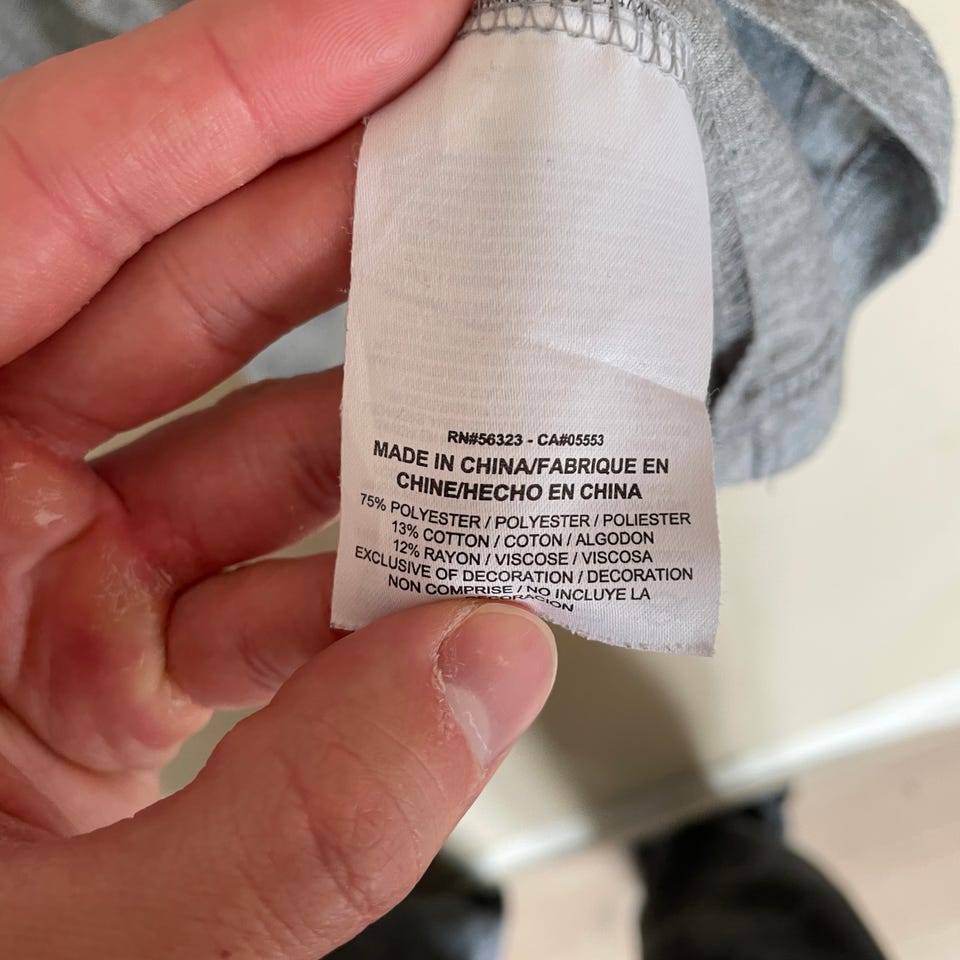 RN#56323 - CA#05553
MADE IN CHINA/FABRIQUE EN
CHINE/HECHO EN CHINA
75% POLYESTER / POLYESTER / POLIESTER
13% COTTON / COTON / ALGODON
12% RAYON / VISCOSE / VISCOSA
EXCLUSIVE OF DECORATION / DECORATION
NON COMPRISE / NO INCLUYE LA
DECORACION